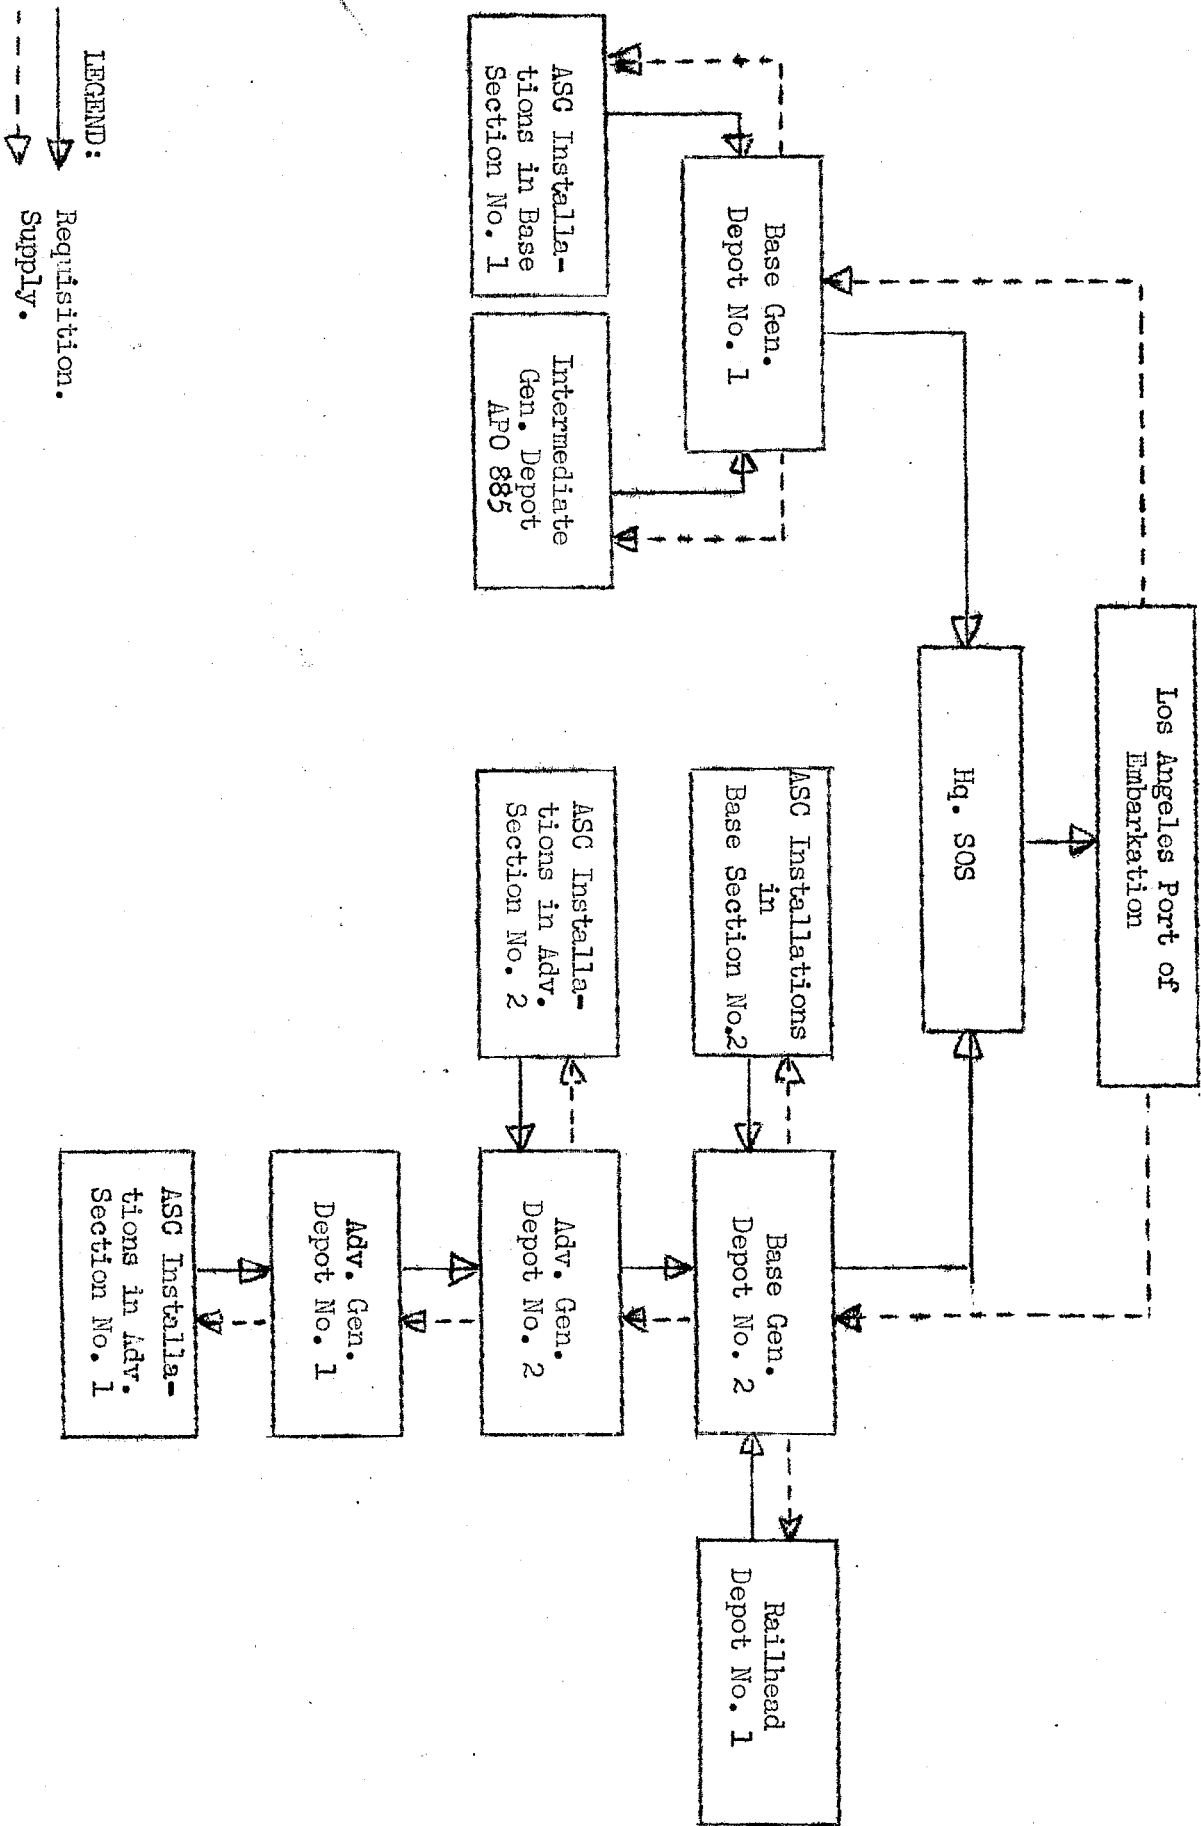 Los Angeles Port of
Embarkation
Hq. SOS
Base Gen.
Depot No. 1
ASC Installations
in
Base Section No.2
Base Gen.
Depot No. 2
Railhead
Depot No. 1
ASC Installa-
tions in Base
Section No. 1
Intermediate
Gen. Depot
APO 885
ASC Installa-
tions in Adv.
Section No. 2
Adv. Gen.
Depot No. 2
Adv. Gen.
Depot No. 1
ASC Installa-
tions in Adv.
Section No. 1
LEGEND:
Requisition.
Supply.